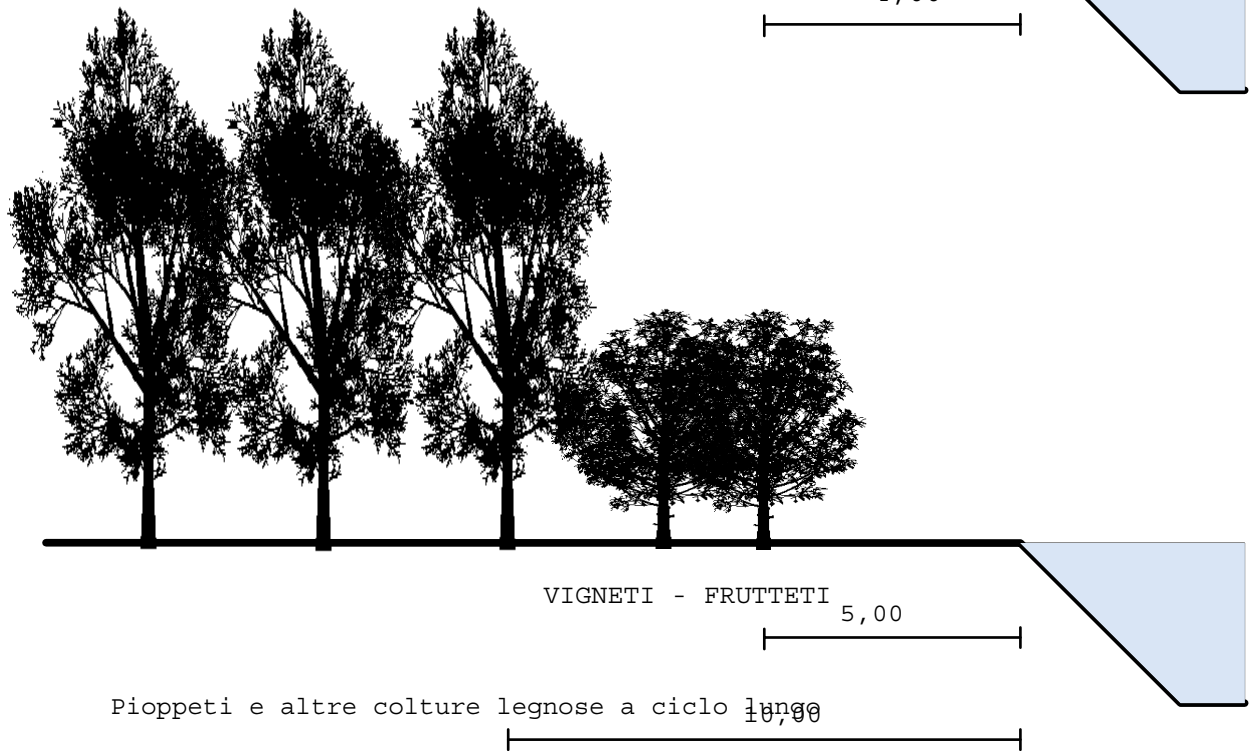 VIGNETI - FRUTTETI
5,00
Pioppeti e altre colture legnose a ciclo lungo
10,00